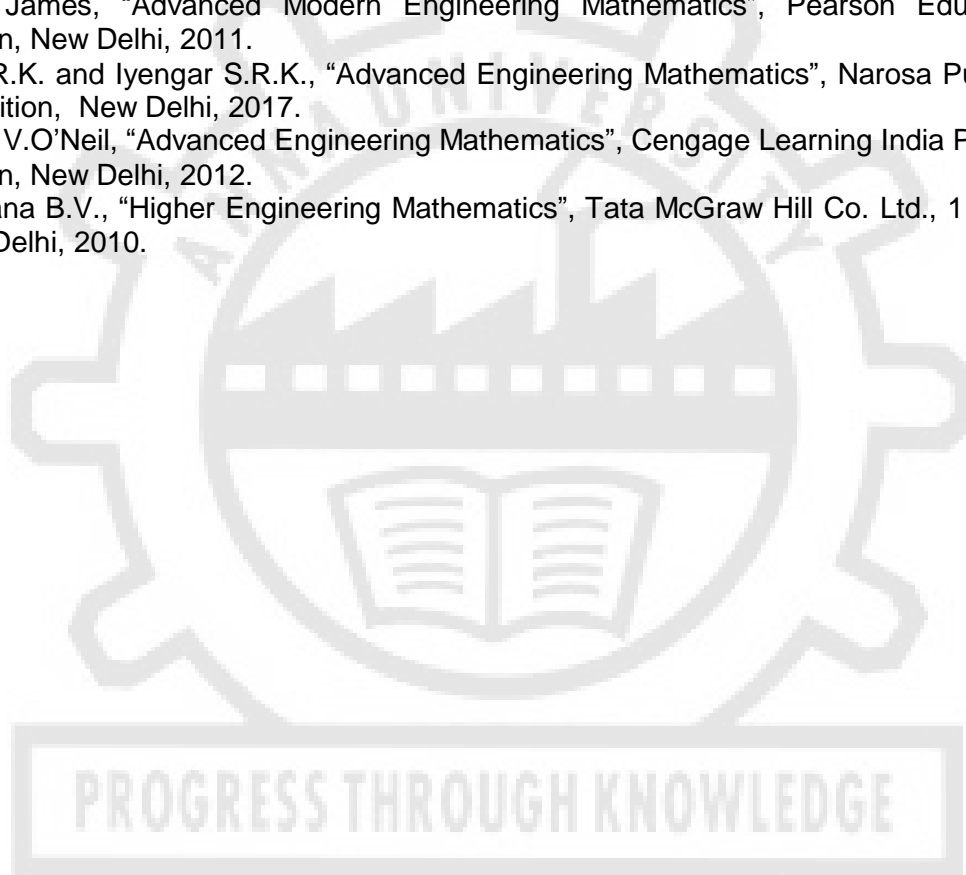 James, “Advanced Modern Engineering Mathematics”, Pearson Edu
n, New Delhi, 2011.
R.K. and Iyengar S.R.K., “Advanced Engineering Mathematics”, Narosa Pu
ition, New Delhi, 2017.
V.O’Neil, “Advanced Engineering Mathematics”, Cengage Learning India P
n, New Delhi, 2012.
ana B.V., “Higher Engineering Mathematics”, Tata McGraw Hill Co. Ltd., 1
Delhi, 2010.
ANNA UNIVERSITY
PROGRESS THROUGH KNOWLEDGE